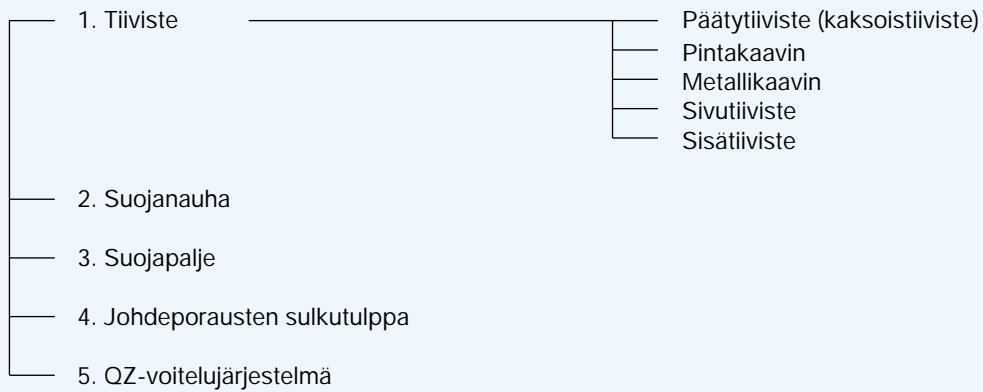 1. Tiiviste
Päätytiiviste (kaksoistiiviste)
Pintakaavin
Metallikaavin
Sivutiiviste
Sisätiiviste
2. Suojanauha
3. Suojapalje
4. Johdeporausten sulkutulppa
5. QZ-voitelujärjestelmä